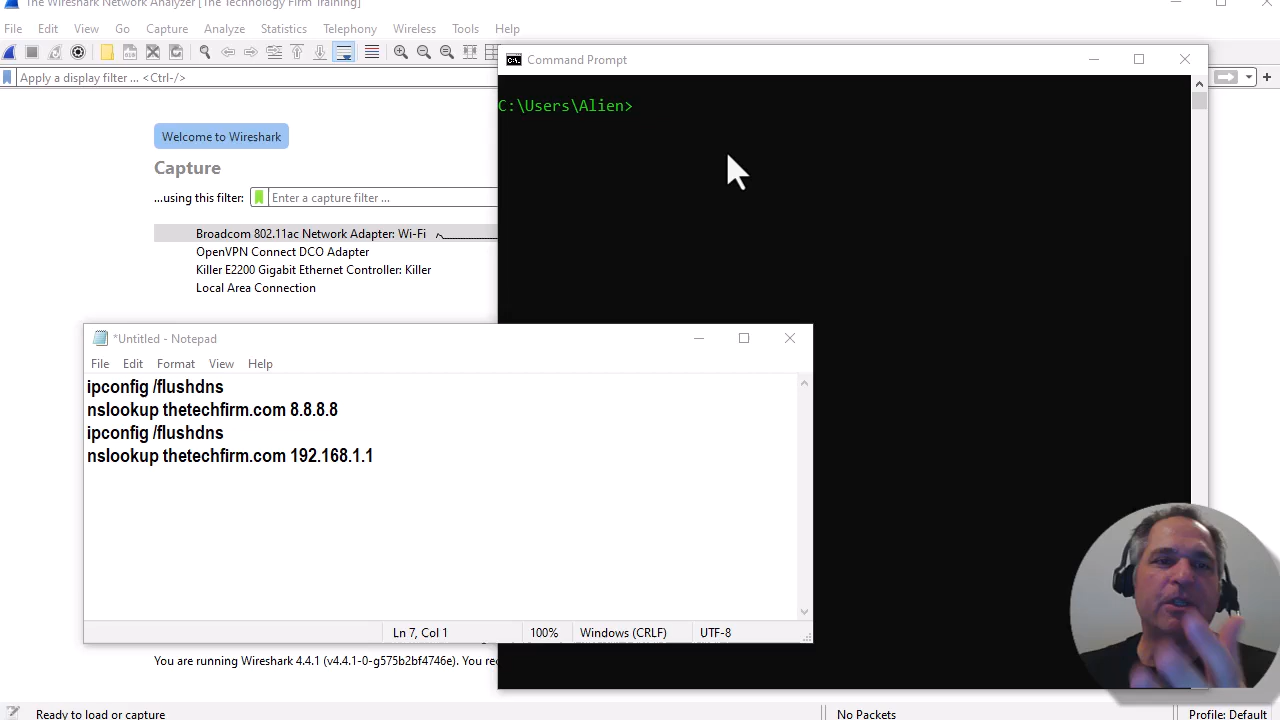 The Wireshark Network Analyzer [The Technology Firm Training]
File Edit View Go Capture Analyze Statistics Telephony Wireless Tools Help
Apply a display filter ... <Ctrl-/>
Welcome to Wireshark
Capture
...using this filter: Enter a capture filter ...
Broadcom 802.11ac Network Adapter: Wi-Fi
OpenVPN Connect DCO Adapter
Killer E2200 Gigabit Ethernet Controller: Killer
Local Area Connection
Command Prompt
C:\Users\Alien>
*Untitled - Notepad
File Edit Format View Help
ipconfig /flushdns
nslookup thetechfirm.com 8.8.8.8
ipconfig /flushdns
nslookup thetechfirm.com 192.168.1.1
Ln 7, Col 1 100% Windows (CRLF) UTF-8
You are running Wireshark 4.4.1 (v4.4.1-0-g575b2bf4746e). You
Ready to load or capture No Packets Profile: Default